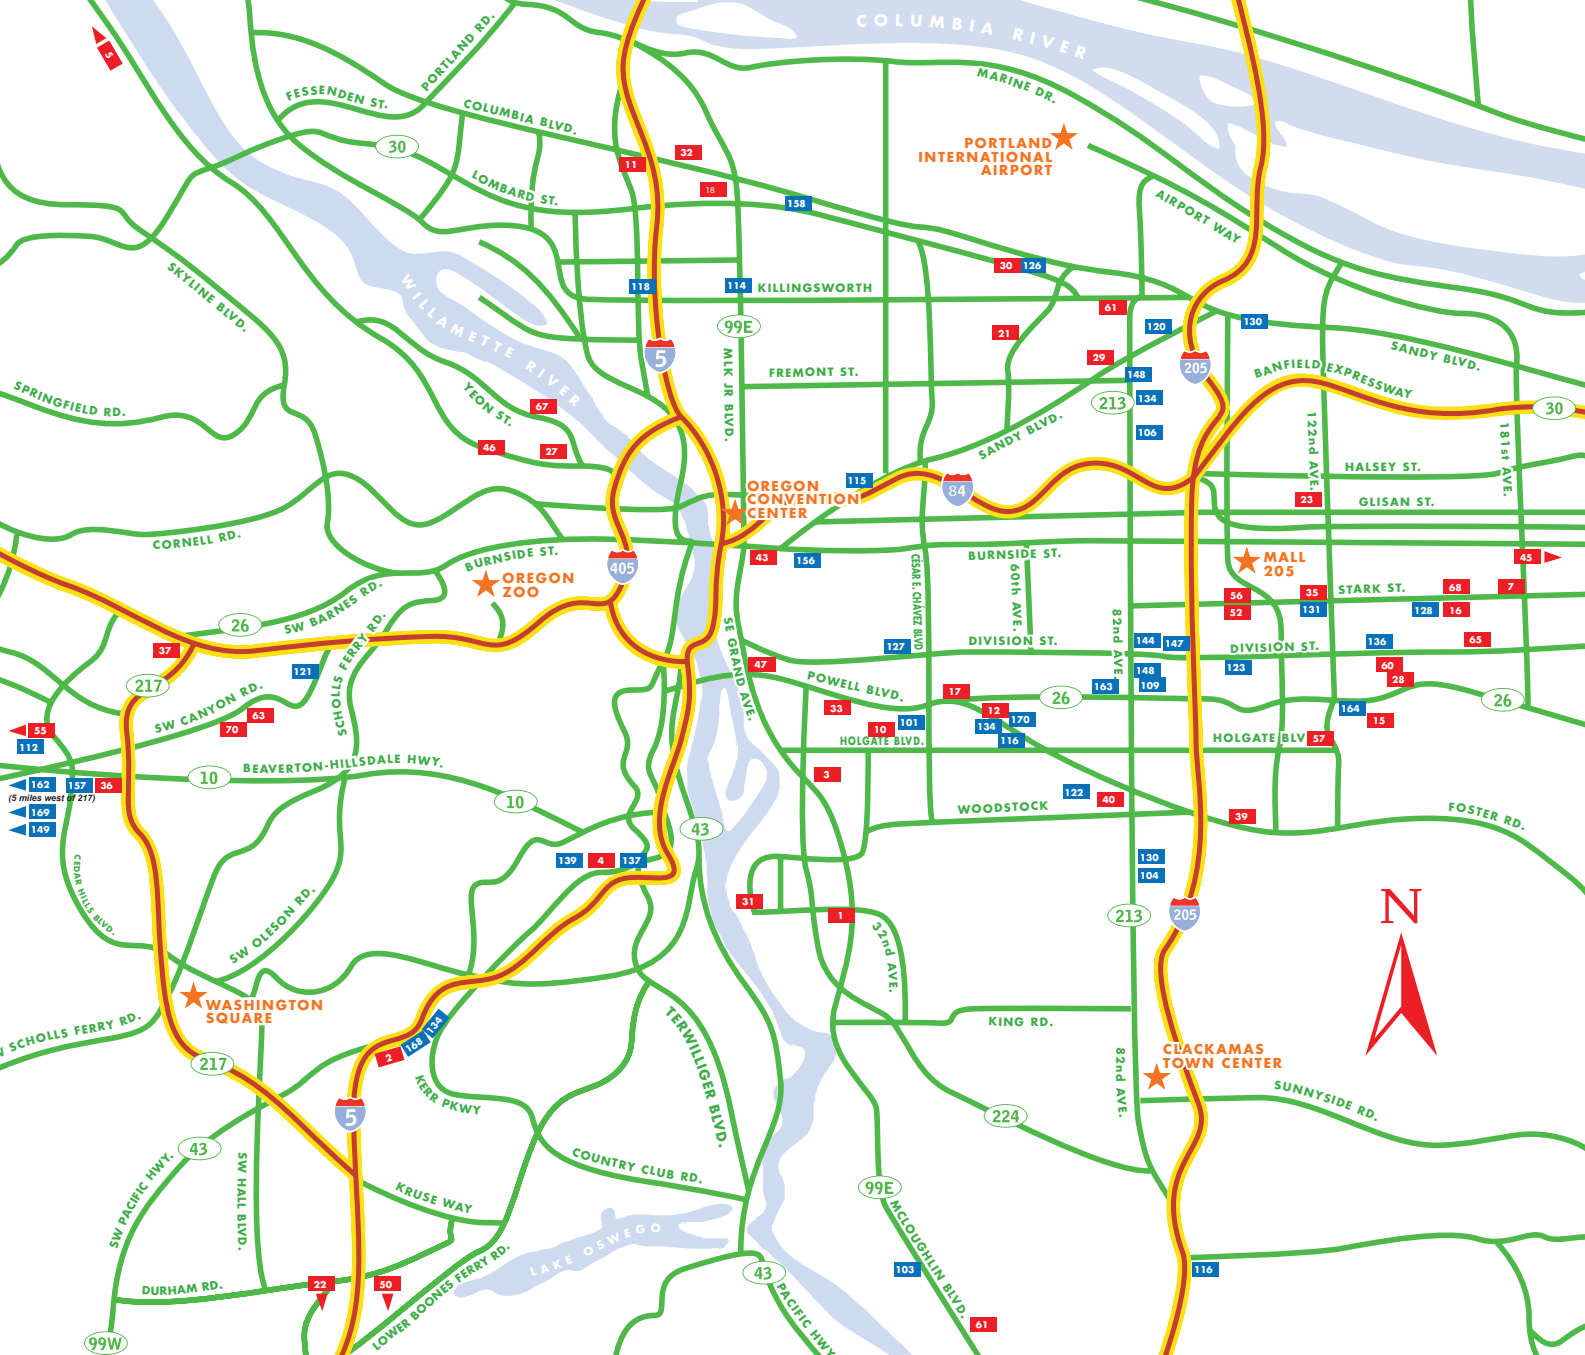 COLUMBIA RIVER
PORTLAND RD.
5
FESSENDEN ST.
COLUMBIA BLVD.
MARINE DR.
30
PORTLAND
INTERNATIONAL
AIRPORT
32
11
18
LOMBARD ST.
158
AIRPORT WAY
SKYLINE BLVD.
WILLAMETTE RIVER
30
126
118
114
KILLINGSWORTH
61
99E
21
120
130
5
29
205
SANDY BLVD.
MLK JR BLVD.
FREMONT ST.
148
BANFIELD EXPRESSWAY
SPRINGFIELD RD.
YEON ST.
67
213
134
30
46
27
SANDY BLVD.
106
122nd AVE.
181st AVE.
HALSEY ST.
115
84
OREGON
CONVENTION
CENTER
23
GLISAN ST.
CORNELL RD.
BURNSIDE ST.
405
43
156
BURNSIDE ST.
CÉSAR E. CHÁVEZ BLVD
60th AVE.
MALL
205
45
OREGON
ZOO
SW BARNES RD.
56
35
STARK ST.
68
7
52
131
128
16
26
SCHOLLS FERRY RD.
SE GRAND AVE.
82nd AVE.
37
127
DIVISION ST.
144
147
DIVISION ST.
136
65
121
47
148
123
60
217
POWELL BLVD.
17
163
109
28
SW CANYON RD.
63
33
12
170
26
164
26
55
70
10
101
134
15
112
116
HOLGATE BLVD.
HOLGATE BLV
57
BEAVERTON-HILLSDALE HWY.
10
3
162
157
36
(5 miles west of 217)
10
122
40
WOODSTOCK
39
FOSTER RD.
169
149
43
CEDAR HILLS BLVD.
139
4
137
130
104
SW OLESON RD.
31
1
213
205
N
32nd AVE.
WASHINGTON
SQUARE
W SCHOLLS FERRY RD.
2
168
134
TERWILLIGER BLVD.
KING RD.
CLACKAMAS
TOWN CENTER
217
82nd AVE.
KERR PKWY
SUNNYSIDE RD.
5
224
43
SW PACIFIC HWY.
SW HALL BLVD.
COUNTRY CLUB RD.
KRUSE WAY
99E
LAKE OSWEGO
MCLOUGHLIN BLVD.
DURHAM RD.
22
50
LOWER BOONES FERRY RD.
43
PACIFIC HWY
103
116
61
99W